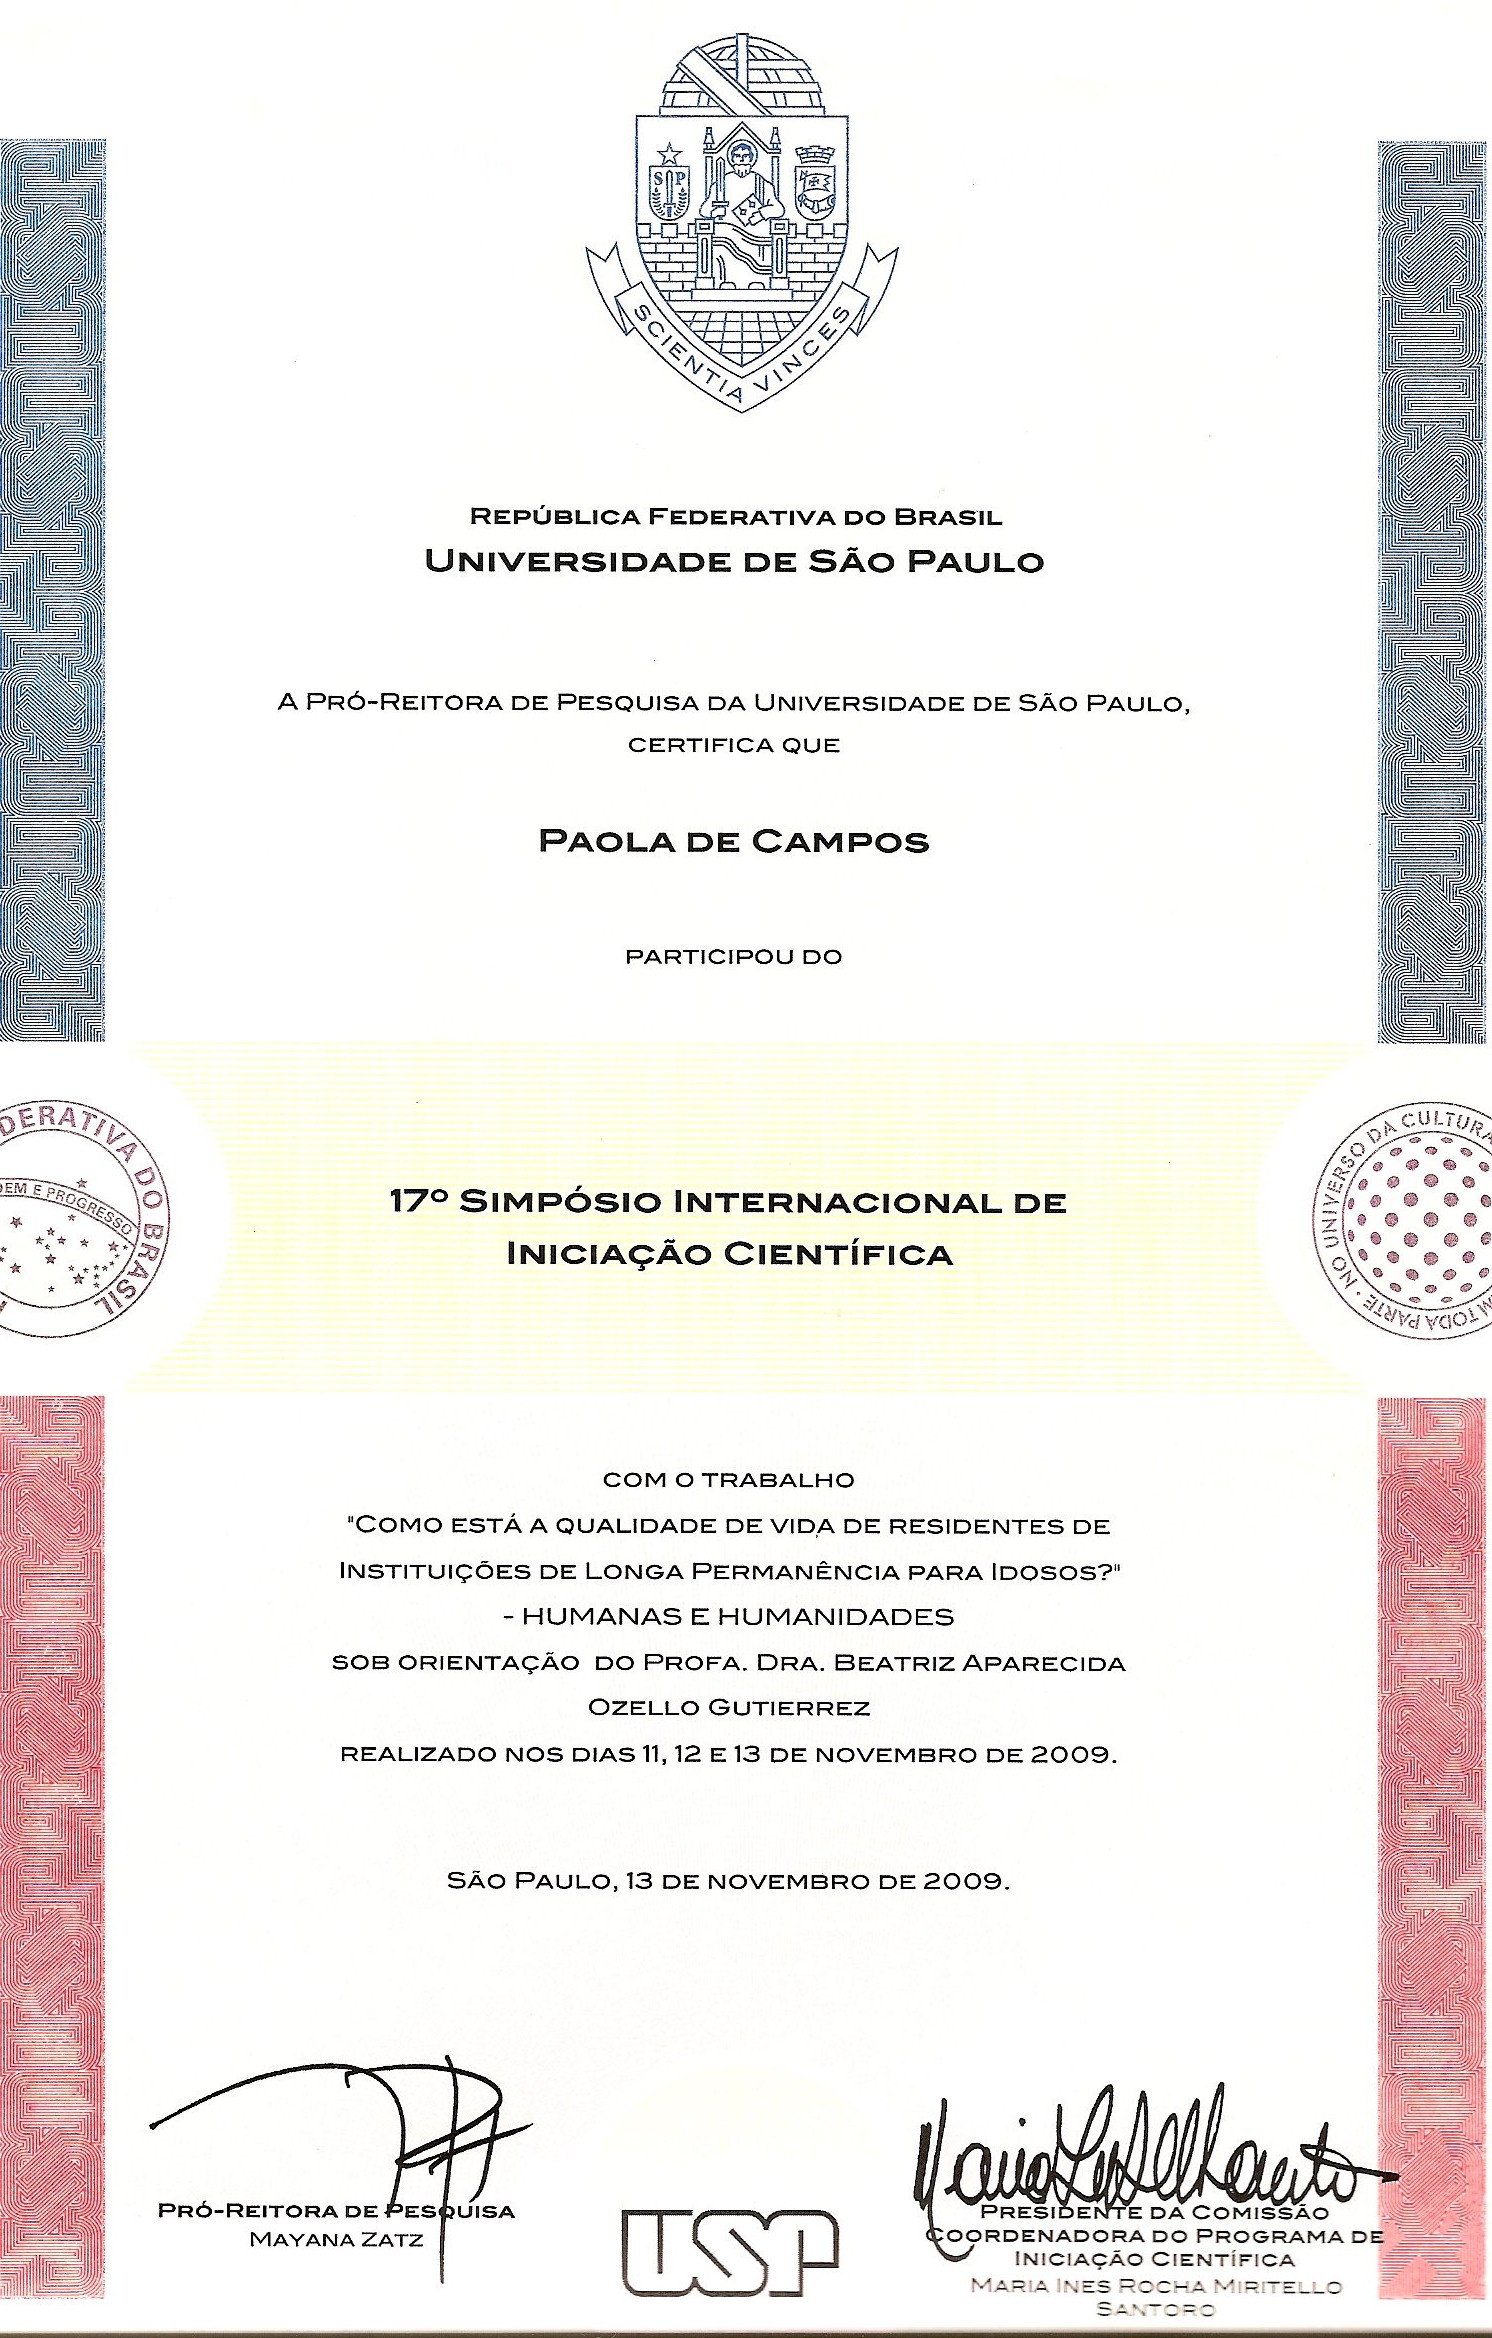 S P
SCIENTIA VINCES
República Federativa do Brasil
Universidade de São Paulo
A Pró-Reitora de Pesquisa da Universidade de São Paulo,
certifica que
Paola de Campos
participou do
DERATIVA DO BRASIL
DEM E PROGRESSO
NO UNIVERSO DA CULTURA
M TODA PARTE ·
17º Simpósio Internacional de
Iniciação Científica
com o trabalho
"Como está a qualidade de vida de residentes de
Instituições de Longa Permanência para Idosos?"
- HUMANAS E HUMANIDADES
sob orientação do Profa. Dra. Beatriz Aparecida
Ozello Gutierrez
realizado nos dias 11, 12 e 13 de novembro de 2009.
São Paulo, 13 de novembro de 2009.
Pró-Reitora de Pesquisa
Mayana Zatz
USP
Presidente da Comissão
Coordenadora do Programa de
Iniciação Científica
Maria Ines Rocha Miritello
Santoro